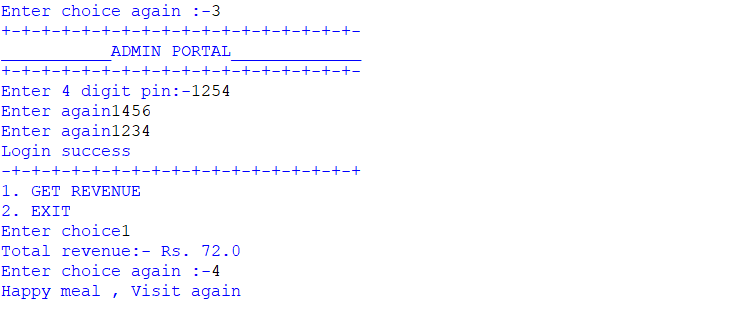 Enter choice again :-3
+-+-+-+-+-+-+-+-+-+-+-+-+-+-+-+-+-+-
___________ADMIN PORTAL_____________
+-+-+-+-+-+-+-+-+-+-+-+-+-+-+-+-+-+-
Enter 4 digit pin:-1254
Enter again1456
Enter again1234
Login success
-+-+-+-+-+-+-+-+-+-+-+-+-+-+-+-+-+-+
1. GET REVENUE
2. EXIT
Enter choice1
Total revenue:- Rs. 72.0
Enter choice again :-4
Happy meal , Visit again